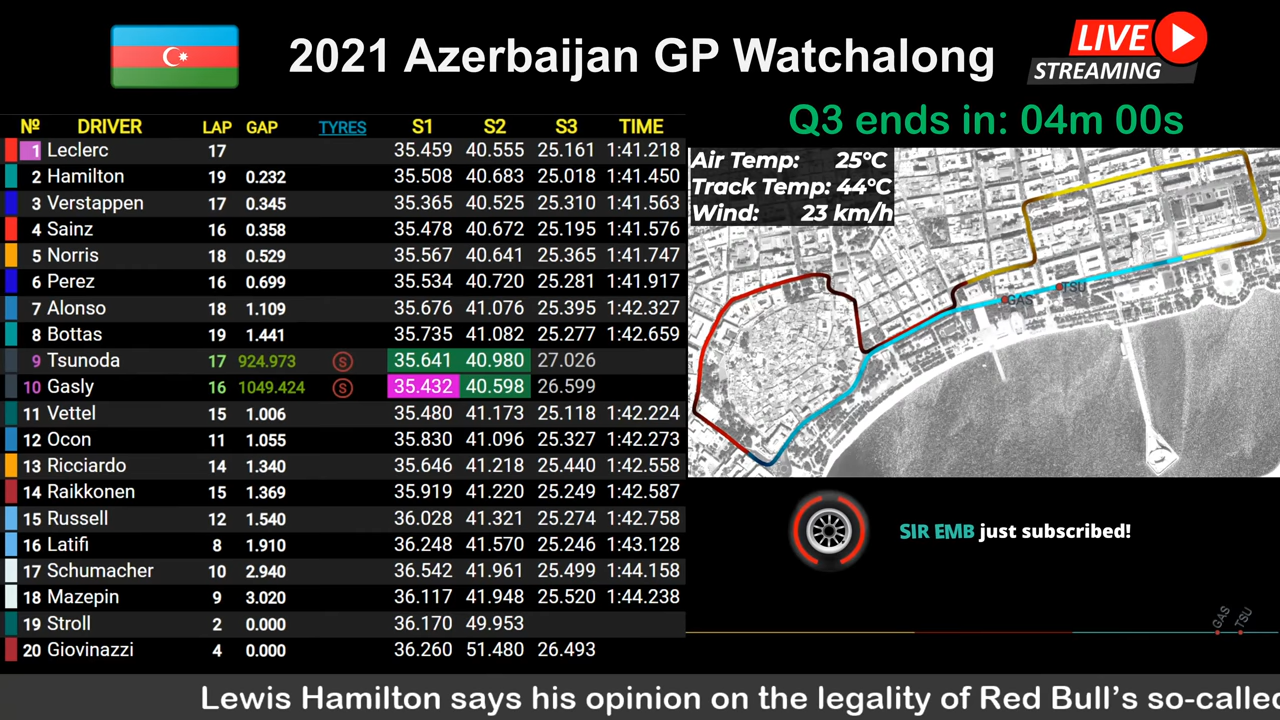 2021 Azerbaijan GP Watchalong
LIVE
STREAMING
Q3 ends in: 04m 00s
Nº DRIVER LAP GAP TYRES S1 S2 S3 TIME
1 Leclerc 17 35.459 40.555 25.161 1:41.218
2 Hamilton 19 0.232 35.508 40.083 25.018 1:41.450
3 Verstappen 17 0.345 35.365 40.525 25.310 1:41.563
4 Sainz 16 0.358 35.478 40.672 25.195 1:41.576
5 Norris 18 0.529 35.567 40.641 25.365 1:41.747
6 Perez 16 0.699 35.534 40.720 25.281 1:41.917
7 Alonso 18 1.109 35.676 41.076 25.395 1:42.327
8 Bottas 19 1.441 35.735 41.082 25.277 1:42.659
9 Tsunoda 17 924.973 S 35.641 40.980 27.026
10 Gasly 16 1049.424 S 35.432 40.598 26.599
11 Vettel 15 1.006 35.480 41.173 25.118 1:42.224
12 Ocon 11 1.055 35.830 41.096 25.327 1:42.273
13 Ricciardo 14 1.340 35.646 41.218 25.440 1:42.558
14 Raikkonen 15 1.369 35.919 41.220 25.249 1:42.587
15 Russell 12 1.540 36.028 41.321 25.274 1:42.758
16 Latifi 8 1.910 36.248 41.570 25.246 1:43.128
17 Schumacher 10 2.940 36.542 41.961 25.499 1:44.158
18 Mazepin 9 3.020 36.117 41.948 25.520 1:44.238
19 Stroll 2 0.000 36.170 49.953
20 Giovinazzi 4 0.000 36.260 51.480 26.493
Air Temp: 25°C
Track Temp: 44°C
Wind: 23 km/h
GAS TSU
SIR EMB just subscribed!
GAS TSU
Lewis Hamilton says his opinion on the legality of Red Bull's so-called